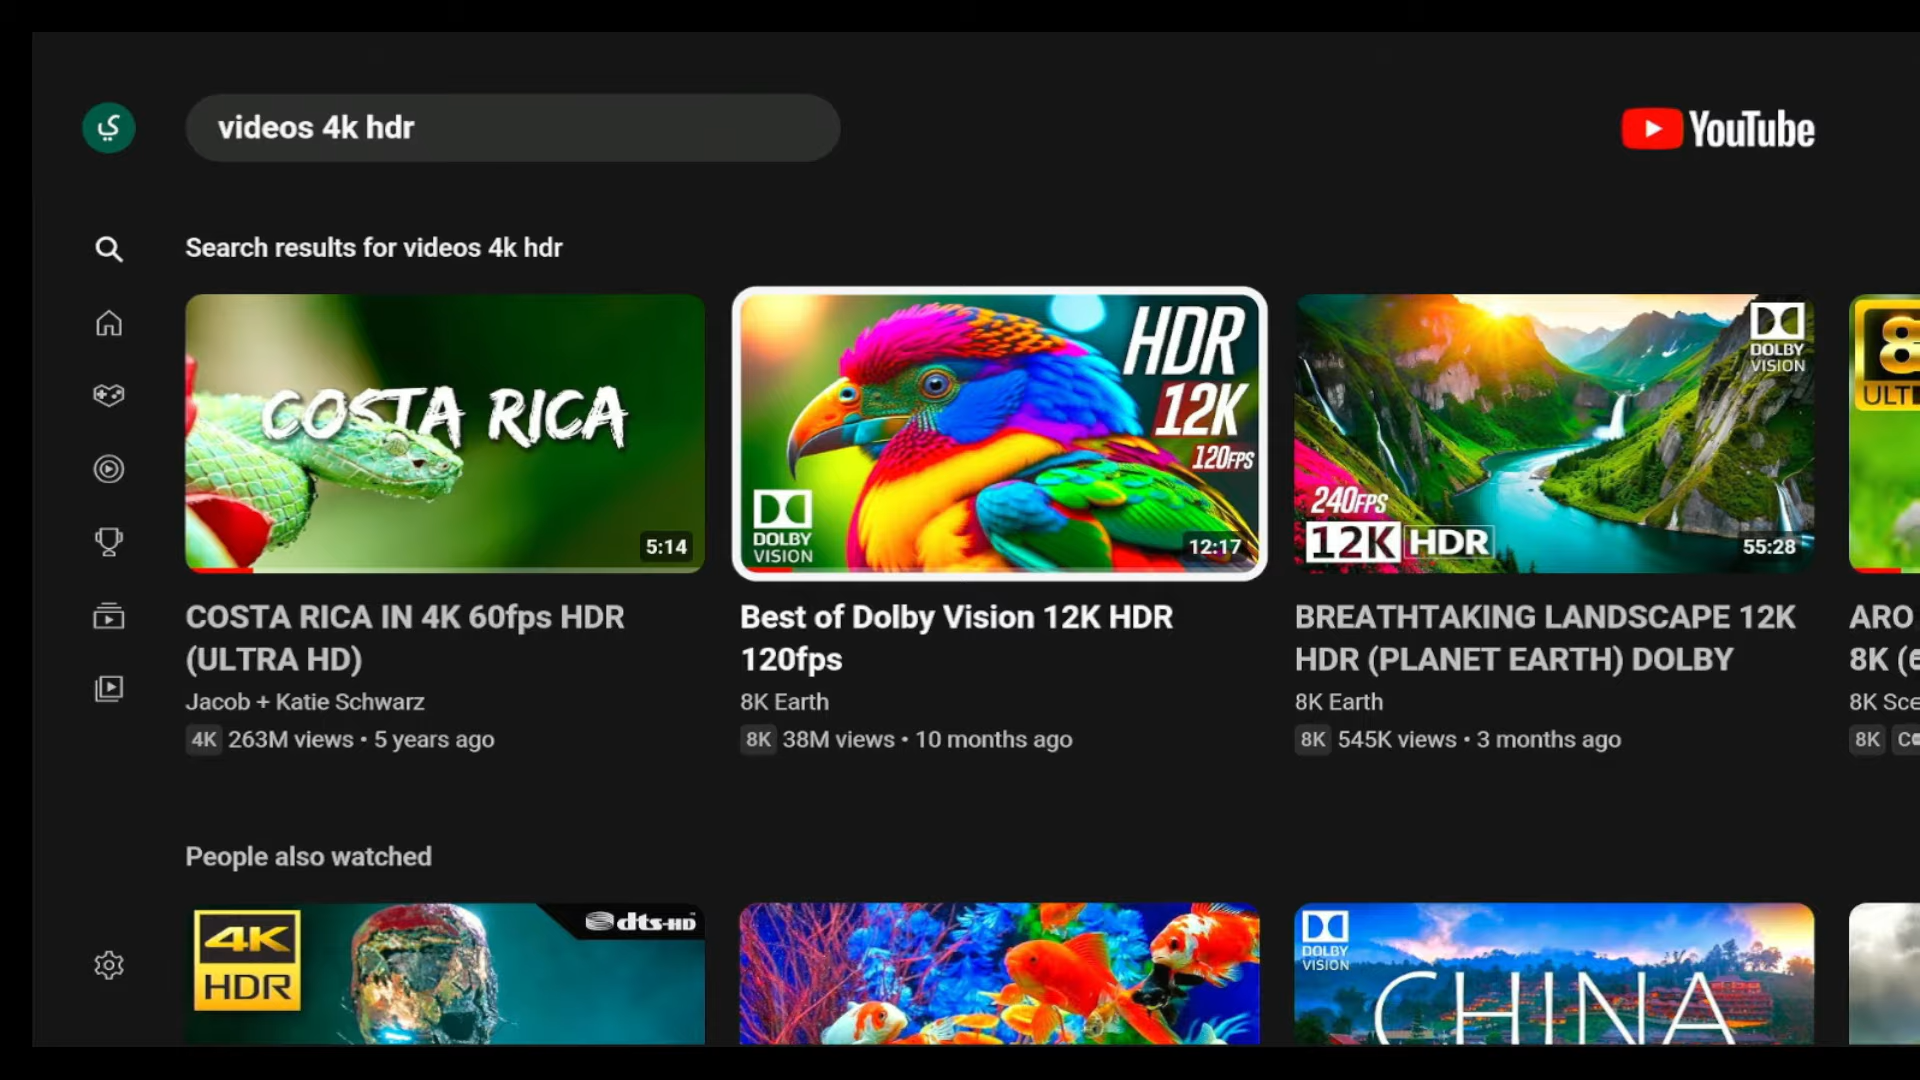 ي
videos 4k hdr
YouTube
Search results for videos 4k hdr
COSTA RICA
5:14
HDR
12K
120FPS
DOLBY
VISION
12:17
DOLBY
VISION
240FPS
12K HDR
55:28
8
COSTA RICA IN 4K 60fps HDR
(ULTRA HD)
Jacob + Katie Schwarz
4K 263M views • 5 years ago
Best of Dolby Vision 12K HDR
120fps
8K Earth
8K 38M views • 10 months ago
BREATHTAKING LANDSCAPE 12K
HDR (PLANET EARTH) DOLBY
8K Earth
8K 545K views • 3 months ago
ARO
8K
8K
8K
People also watched
4K
HDR
dts-HD
DOLBY
VISION
CHINA